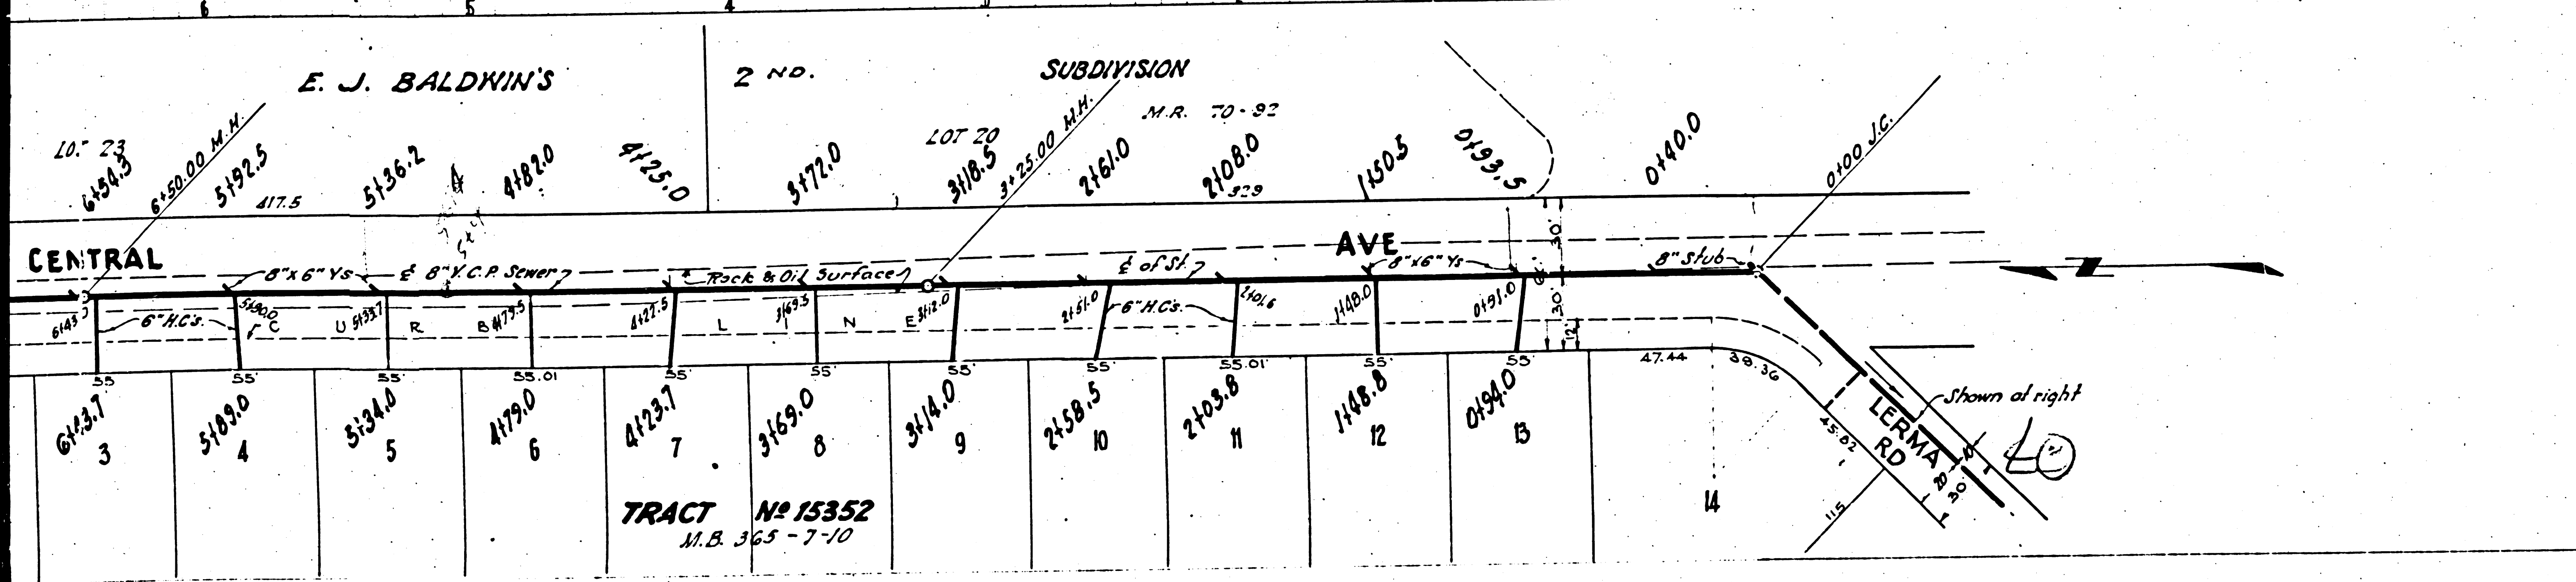 6 5 4
E. J. BALDWIN'S 2 ND. SUBDIVISION
M.R. 70-92
LOT 23
LOT 20
6+54.3
6+50.00 M.H.
5+92.5
417.5
5+36.2
4+82.0
4+25.0
3+72.0
3+18.5
3+25.00 M.H.
2+61.0
2+08.0
329
1+50.5
0+93.5
0+40.0
0+00 J.C.
CENTRAL AVE
8"x6" Ys
℄ 8" V.C.P. Sewer
Rock & Oil Surface
℄ of St.
8"x6" Ys
8" Stub
30'
60'
30'
12'
6+43
6" H.C's.
5+90.0
5+33.7
4+79.5
4+22.5
3+69.5
3+12.0
2+51.0
6" H.C's.
2+01.6
1+48.0
0+91.0
C U R B L I N E
55' 55' 55' 55.01 55' 55' 55' 55' 55.01' 55' 55' 47.44 39.36
6+43.7
5+89.0
5+34.0
4+79.0
4+23.7
3+69.0
3+14.0
2+58.5
2+03.8
1+48.8
0+94.0
3 4 5 6 7 8 9 10 11 12 13
14
Shown at right
LERMA
RD
45.82
115
20
10
30
TRACT Nº 15352
M.B. 365-7-10